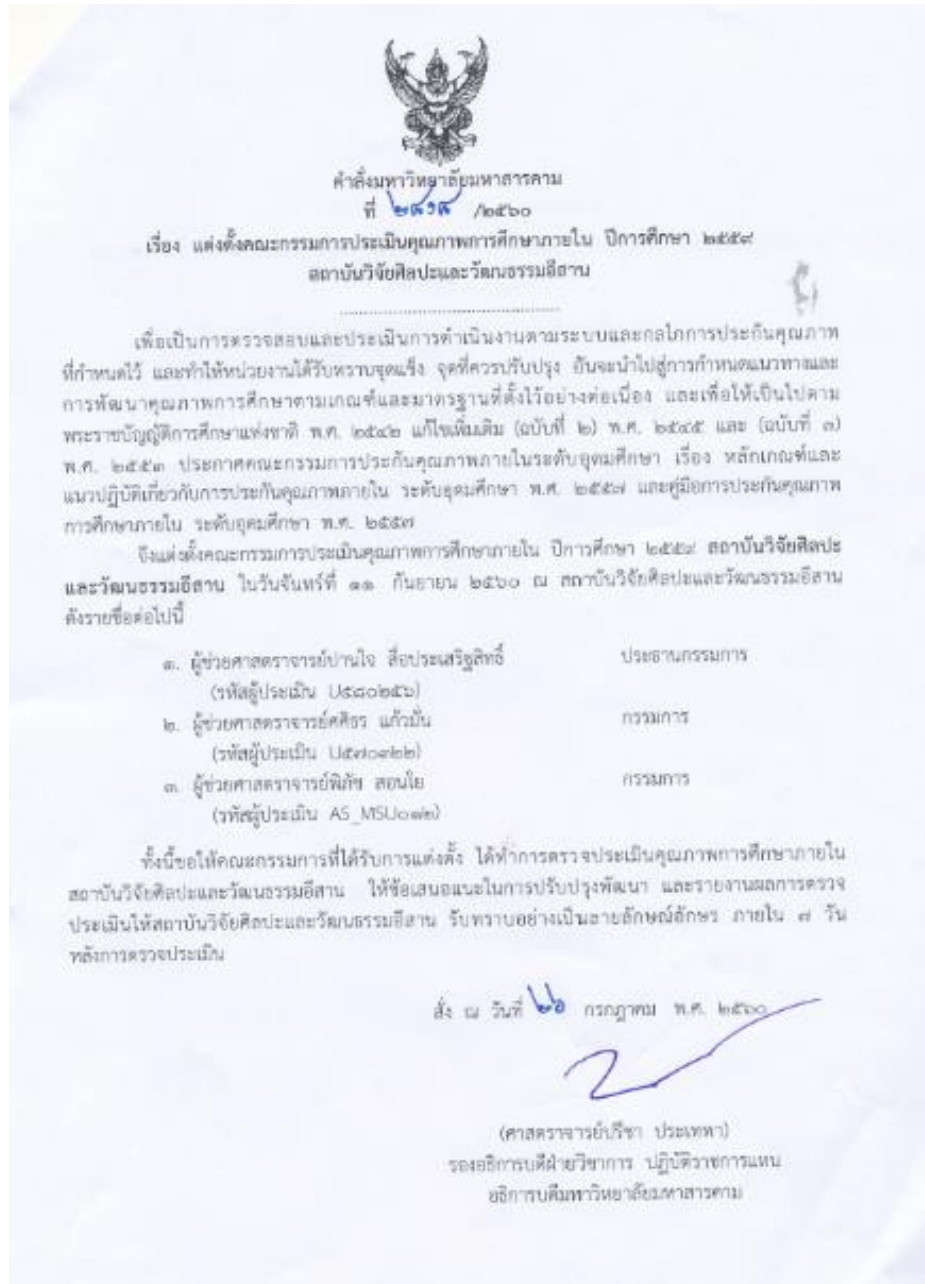 คำสั่งมหาวิทยาลัยมหาสารคาม
ที่ /๒๕๖๐
เรื่อง แต่งตั้งคณะกรรมการประเมินคุณภาพการศึกษาภายใน ปีการศึกษา ๒๕๕๙
สถาบันวิจัยศิลปะและวัฒนธรรมอีสาน
เพื่อเป็นการตรวจสอบและประเมินการดำเนินงานตามระบบและกลไกการประกันคุณภาพ
ที่กำหนดไว้ และทำให้หน่วยงานได้รับทราบจุดแข็ง จุดที่ควรปรับปรุง อันจะนำไปสู่การกำหนดแนวทางและ
การพัฒนาคุณภาพการศึกษาตามเกณฑ์และมาตรฐานที่ตั้งไว้อย่างต่อเนื่อง และเพื่อให้เป็นไปตาม
พระราชบัญญัติการศึกษาแห่งชาติ พ.ศ. ๒๕๔๒ แก้ไขเพิ่มเติม (ฉบับที่ ๒) พ.ศ. ๒๕๔๕ และ (ฉบับที่ ๓)
พ.ศ. ๒๕๕๓ ประกาศคณะกรรมการประกันคุณภาพภายในระดับอุดมศึกษา เรื่อง หลักเกณฑ์และ
แนวปฏิบัติเกี่ยวกับการประกันคุณภาพภายใน ระดับอุดมศึกษา พ.ศ. ๒๕๕๗ และคู่มือการประกันคุณภาพ
การศึกษาภายใน ระดับอุดมศึกษา พ.ศ. ๒๕๕๗
จึงแต่งตั้งคณะกรรมการประเมินคุณภาพการศึกษาภายใน ปีการศึกษา ๒๕๕๙ สถาบันวิจัยศิลปะ
และวัฒนธรรมอีสาน ในวันจันทร์ที่ ๑๑ กันยายน ๒๕๖๐ ณ สถาบันวิจัยศิลปะและวัฒนธรรมอีสาน
ดังรายชื่อต่อไปนี้
๑. ผู้ช่วยศาสตราจารย์ปานใจ สื่อประเสริฐสิทธิ์ ประธานกรรมการ
(รหัสผู้ประเมิน U๕๘๐๒๕๖)
๒. ผู้ช่วยศาสตราจารย์ศศิธร แก้วมั่น กรรมการ
(รหัสผู้ประเมิน
๓. ผู้ช่วยศาสตราจารย์พิภัช สอนใย กรรมการ
(รหัสผู้ประเมิน
ทั้งนี้ขอให้คณะกรรมการที่ได้รับการแต่งตั้ง ได้ทำการตรวจประเมินคุณภาพการศึกษาภายใน
สถาบันวิจัยศิลปะและวัฒนธรรมอีสาน ให้ข้อเสนอแนะในการปรับปรุงพัฒนา และรายงานผลการตรวจ
ประเมินให้สถาบันวิจัยศิลปะและวัฒนธรรมอีสาน รับทราบอย่างเป็นลายลักษณ์อักษร ภายใน ๗ วัน
หลังการตรวจประเมิน
สั่ง ณ วันที่ ๒๖ กรกฎาคม พ.ศ. ๒๕๖๐
(ศาสตราจารย์ปรีชา ประเทพา)
รองอธิการบดีฝ่ายวิชาการ ปฏิบัติราชการแทน
อธิการบดีมหาวิทยาลัยมหาสารคาม